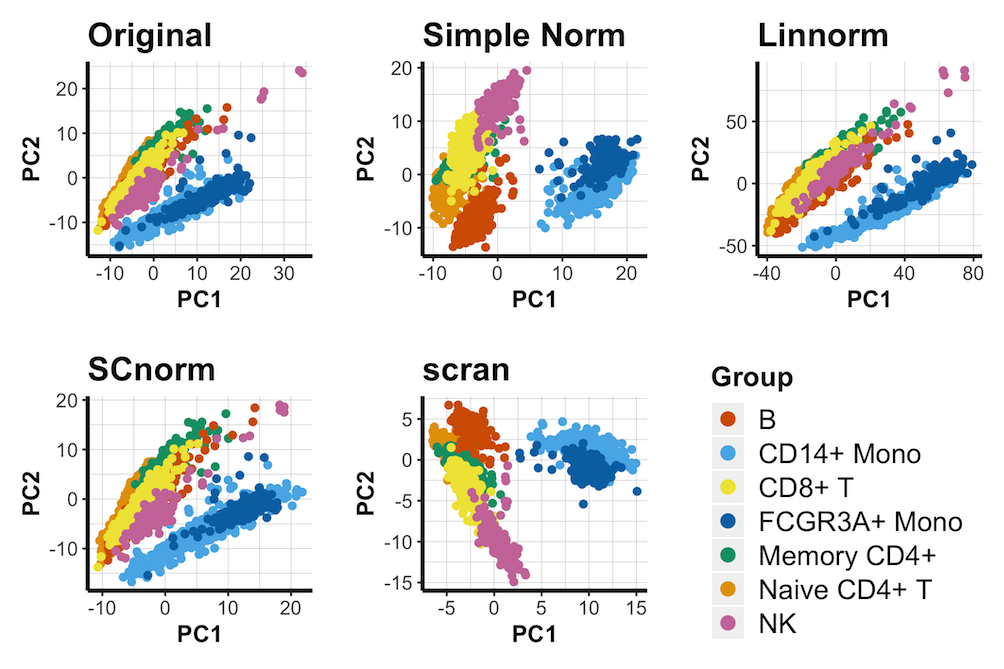 Original
Simple Norm
Linnorm
PC2
20
10
0
-10
-10
0
10
20
30
PC1
PC2
20
10
0
-10
-10
0
10
20
PC1
PC2
50
0
-50
-40
0
40
80
PC1
SCnorm
scran
PC2
20
10
0
-10
-10
0
10
20
PC1
PC2
5
0
-5
-10
-15
-5
0
5
10
15
PC1
Group
B
CD14+ Mono
CD8+ T
FCGR3A+ Mono
Memory CD4+
Naive CD4+ T
NK